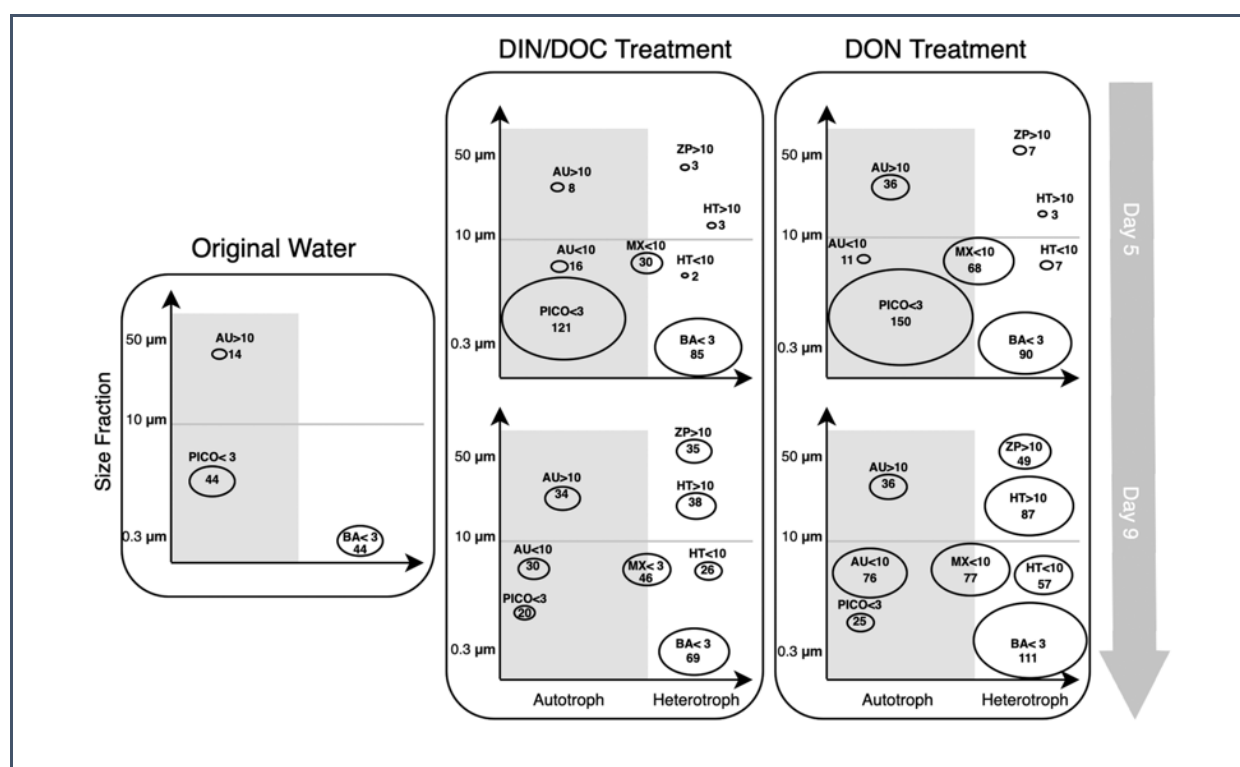 DIN/DOC Treatment
DON Treatment
Original Water
Size Fraction
50 µm
10 µm
0.3 µm
AU>10
14
PICO< 3
44
BA< 3
44
50 µm
10 µm
0.3 µm
ZP>10
3
AU>10
8
HT>10
3
AU<10
16
MX<10
30
HT<10
2
PICO<3
121
BA< 3
85
50 µm
10 µm
0.3 µm
ZP>10
7
AU>10
36
HT>10
3
AU<10
11
MX<10
68
HT<10
7
PICO<3
150
BA< 3
90
Day 5
50 µm
10 µm
0.3 µm
ZP>10
35
AU>10
34
HT>10
38
AU<10
30
MX< 3
46
HT<10
26
PICO<3
20
BA< 3
69
Autotroph
Heterotroph
50 µm
10 µm
0.3 µm
ZP>10
49
AU>10
36
HT>10
87
AU<10
76
MX<10
77
HT<10
57
PICO<3
25
BA< 3
111
Autotroph
Heterotroph
Day 9